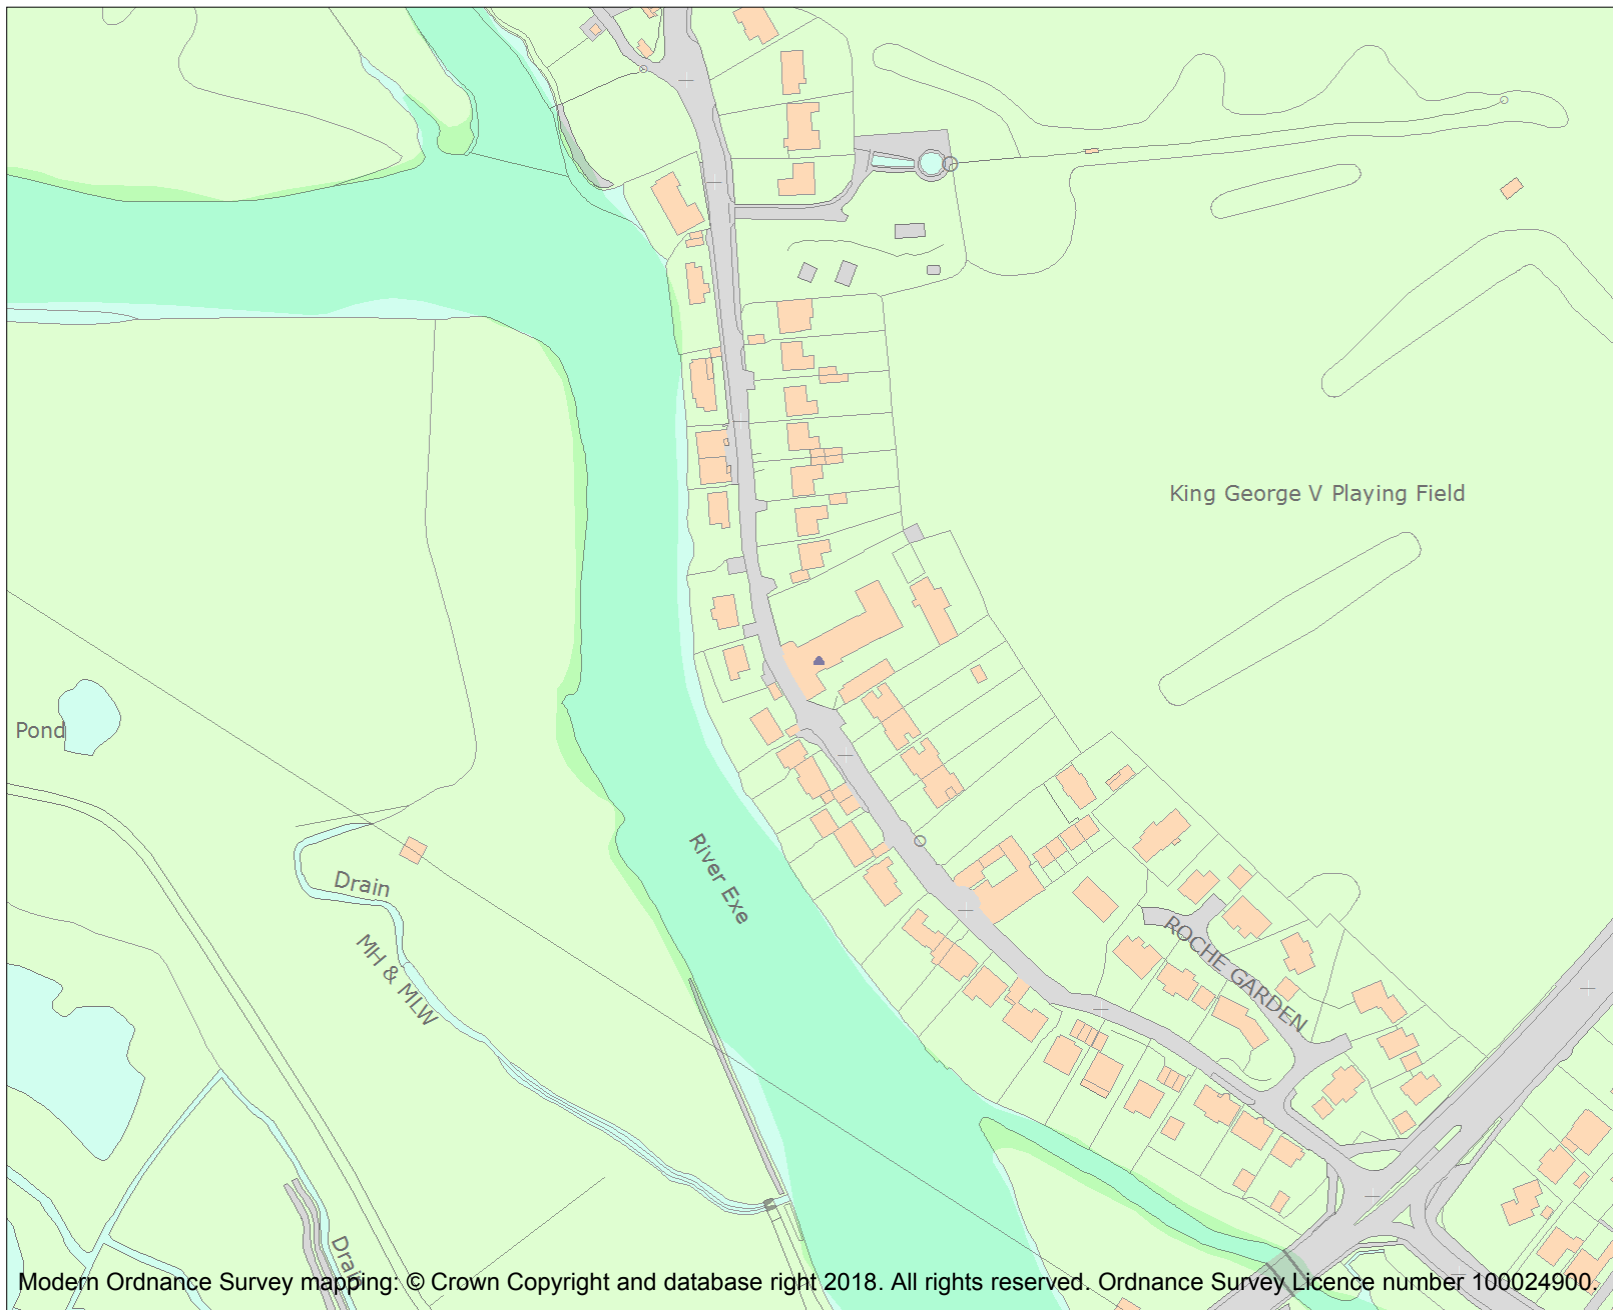 King George V Playing Field
Pond
River Exe
Drain
MH & MLW
ROCHE GARDEN
Drain
Modern Ordnance Survey mapping: © Crown Copyright and database right 2018. All rights reserved. Ordnance Survey Licence number 100024900.